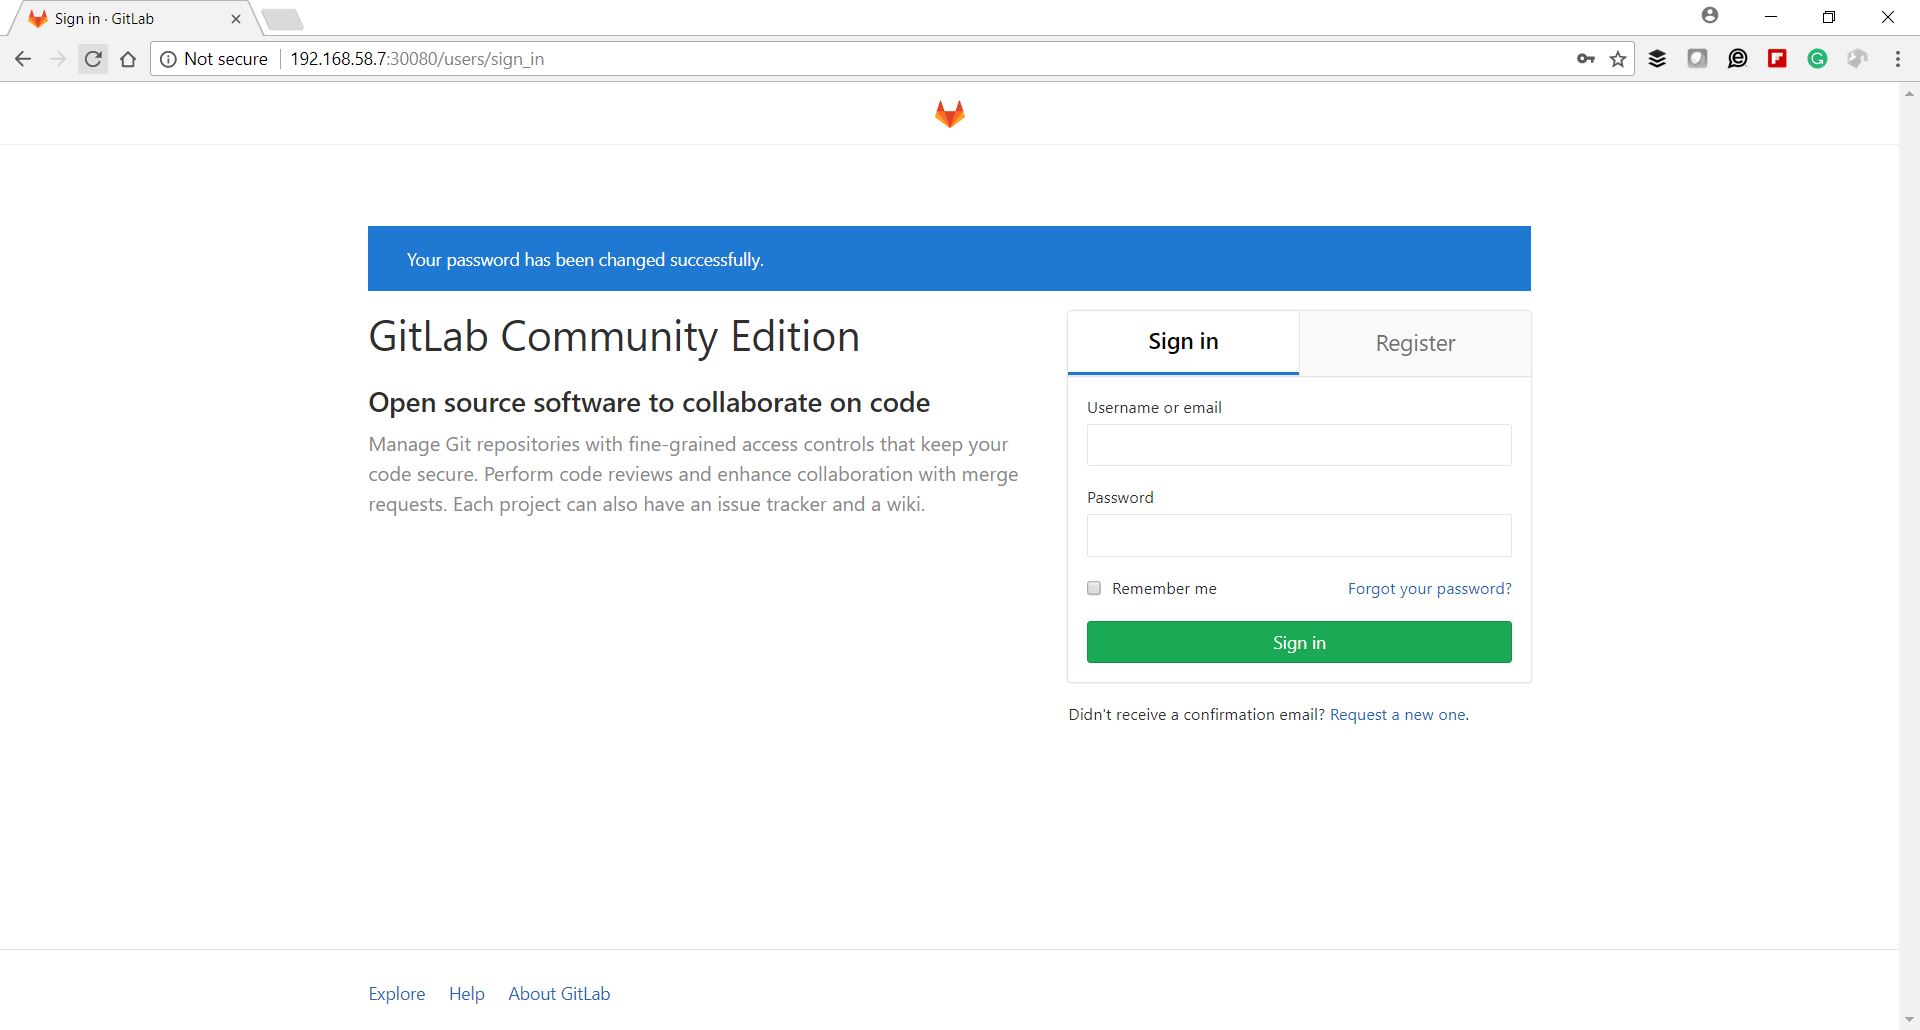 Sign in · GitLab
Not secure 192.168.58.7:30080/users/sign_in
Your password has been changed successfully.
GitLab Community Edition
Open source software to collaborate on code
Manage Git repositories with fine-grained access controls that keep your
code secure. Perform code reviews and enhance collaboration with merge
requests. Each project can also have an issue tracker and a wiki.
Sign in
Register
Username or email
Password
Remember me
Forgot your password?
Sign in
Didn't receive a confirmation email? Request a new one.
Explore
Help
About GitLab